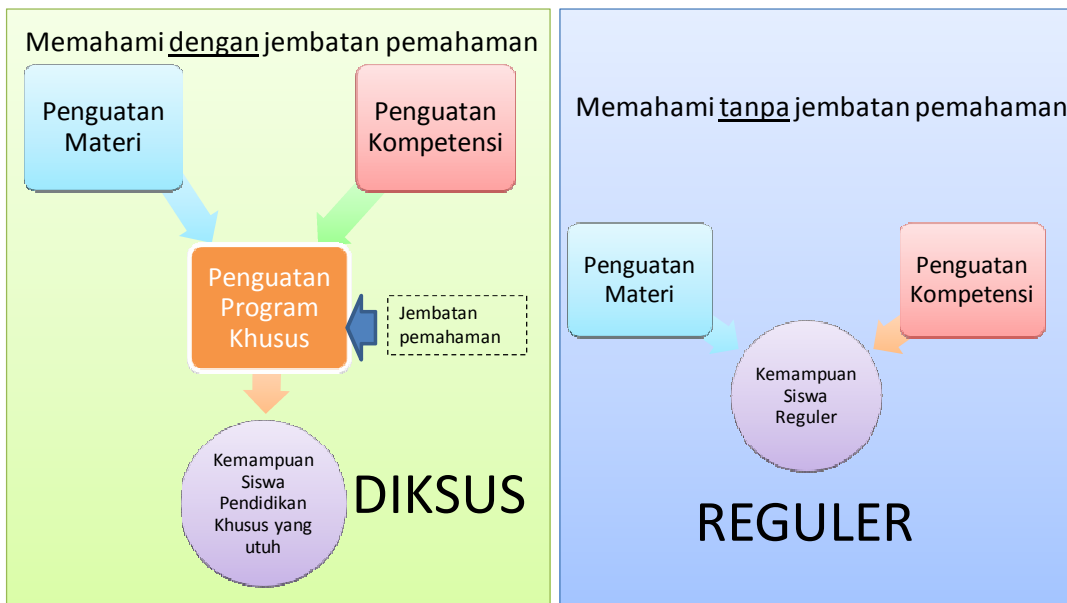 Memahami dengan jembatan pemahaman
Penguatan
Materi
Penguatan
Kompetensi
Penguatan
Program
Khusus
Jembatan
pemahaman
Kemampuan
Siswa
Pendidikan
Khusus yang
utuh
DIKSUS
Memahami tanpa jembatan pemahaman
Penguatan
Materi
Penguatan
Kompetensi
Kemampuan
Siswa
Reguler
REGULER